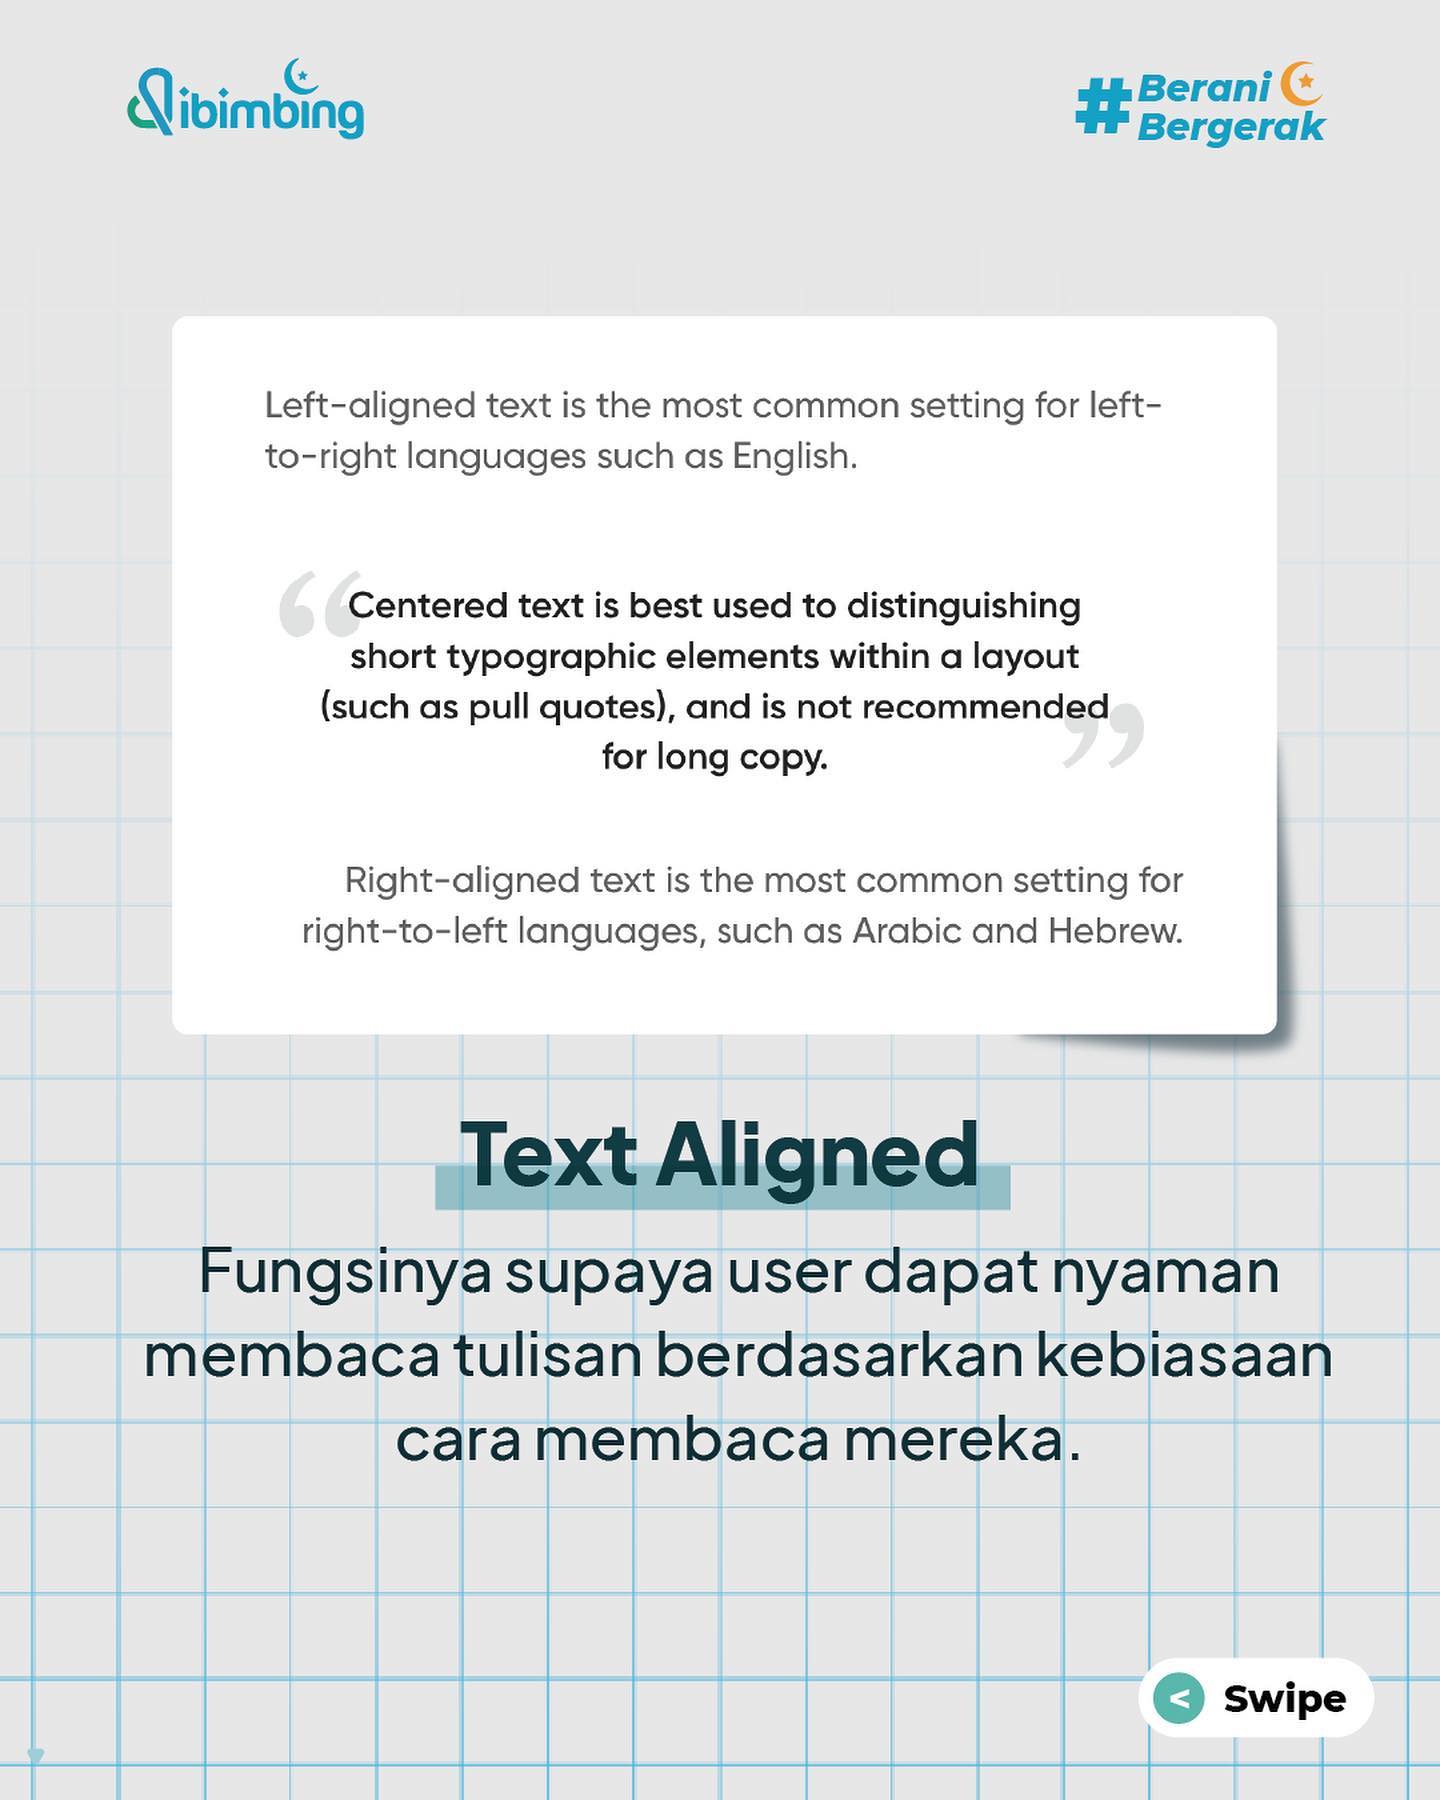 dibimbing
#Berani
Bergerak
Left-aligned text is the most common setting for left-
to-right languages such as English.
“Centered text is best used to distinguishing
short typographic elements within a layout
(such as pull quotes), and is not recommended
for long copy.”
Right-aligned text is the most common setting for
right-to-left languages, such as Arabic and Hebrew.
Text Aligned
Fungsinya supaya user dapat nyaman
membaca tulisan berdasarkan kebiasaan
cara membaca mereka.
< Swipe